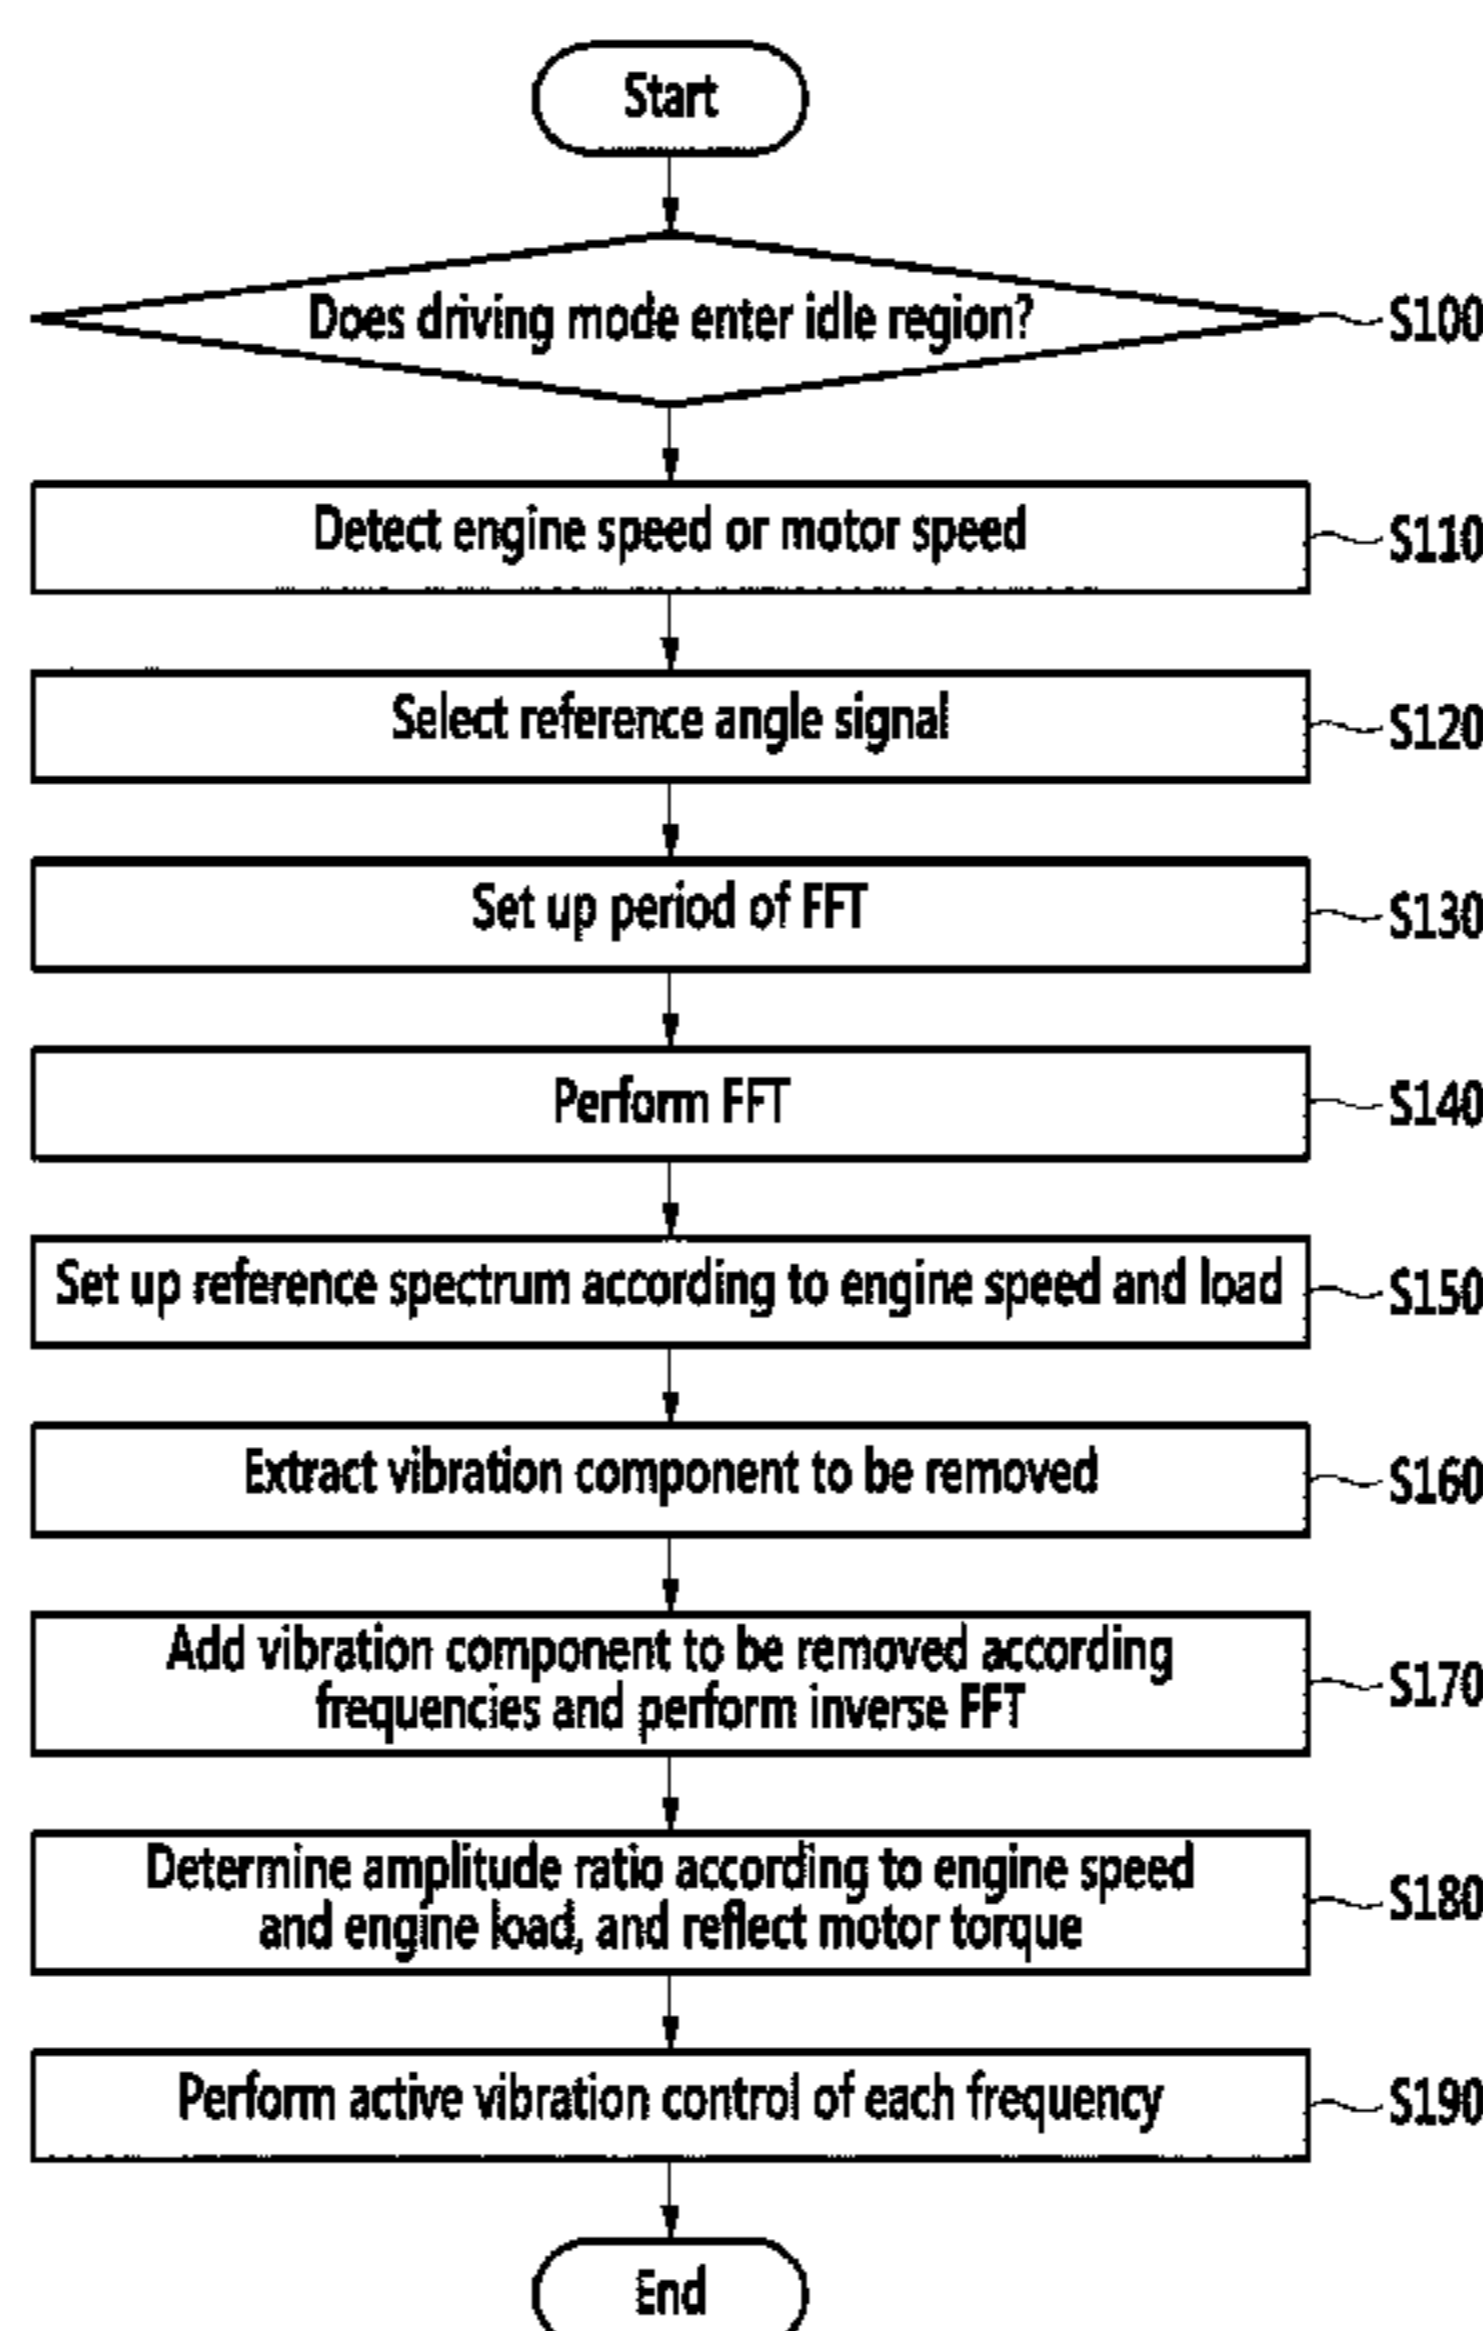 Start
Does driving mode enter idle region?
S100
Detect engine speed or motor speed
S110
Select reference angle signal
S120
Set up period of FFT
S130
Perform FFT
S140
Set up reference spectrum according to engine speed and load
S150
Extract vibration component to be removed
S160
Add vibration component to be removed according
frequencies and perform inverse FFT
S170
Determine amplitude ratio according to engine speed
and engine load, and reflect motor torque
S180
Perform active vibration control of each frequency
S190
End